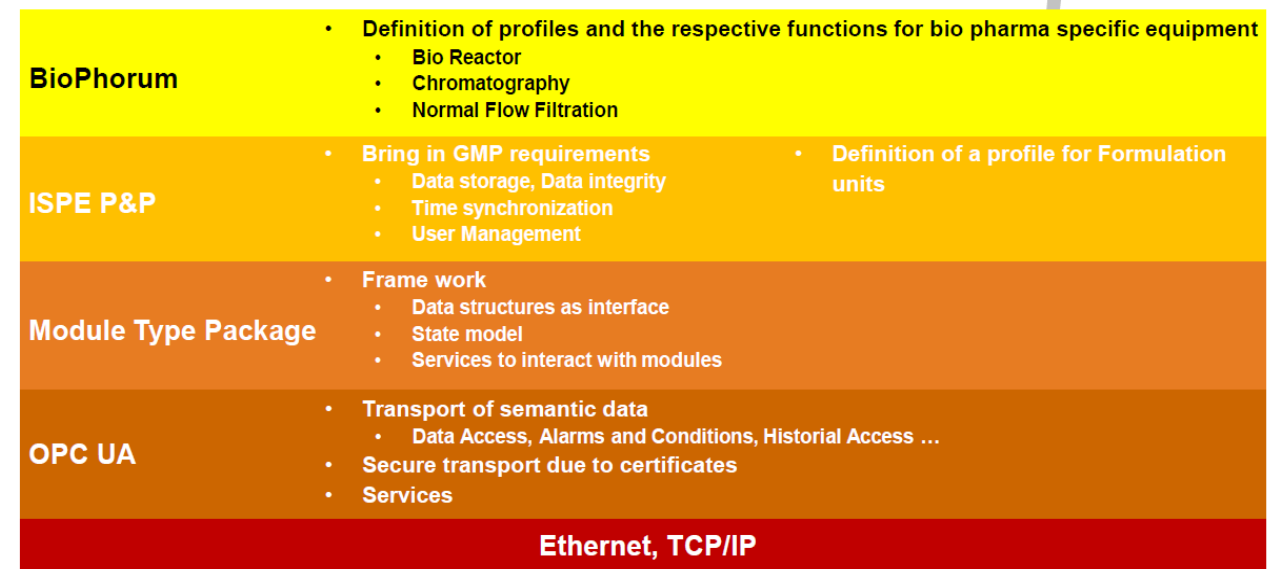 BioPhorum
• Definition of profiles and the respective functions for bio pharma specific equipment
• Bio Reactor
• Chromatography
• Normal Flow Filtration
ISPE P&P
• Bring in GMP requirements
• Data storage, Data integrity
• Time synchronization
• User Management
• Definition of a profile for Formulation
units
Module Type Package
• Frame work
• Data structures as interface
• State model
• Services to interact with modules
OPC UA
• Transport of semantic data
• Data Access, Alarms and Conditions, Historial Access …
• Secure transport due to certificates
• Services
Ethernet, TCP/IP